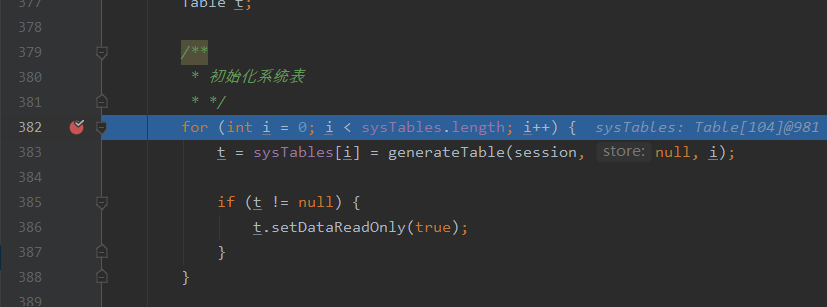 377 Table t;
378
379 /**
380 * 初始化系统表
381 * */
382 for (int i = 0; i < sysTables.length; i++) { sysTables: Table[104]@981
383 t = sysTables[i] = generateTable(session, store: null, i);
384
385 if (t != null) {
386 t.setDataReadOnly(true);
387 }
388 }
389